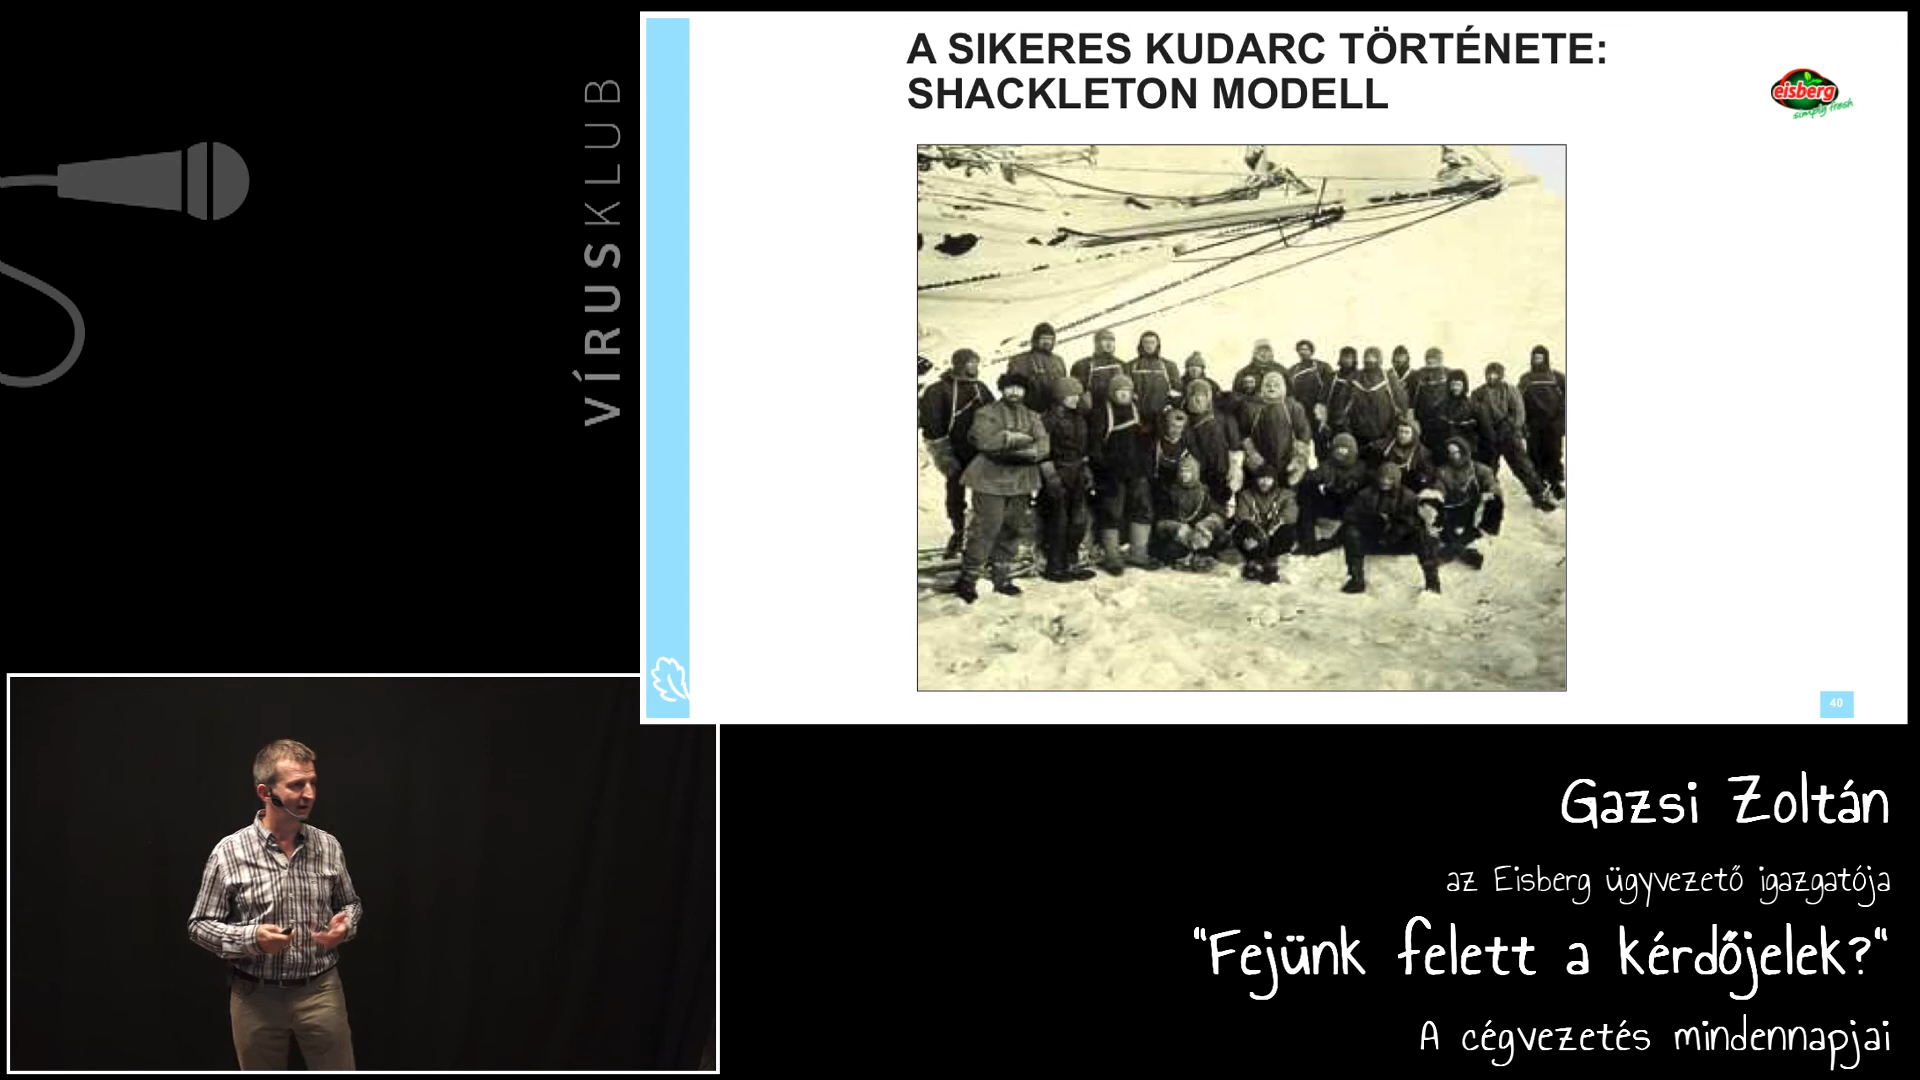 VÍRUSKLUB
A SIKERES KUDARC TÖRTÉNETE:
SHACKLETON MODELL
eisberg
simply fresh
40
Gazsi Zoltán
az Eisberg ügyvezető igazgatója
"Fejünk felett a kérdőjelek?"
A cégvezetés mindennapjai